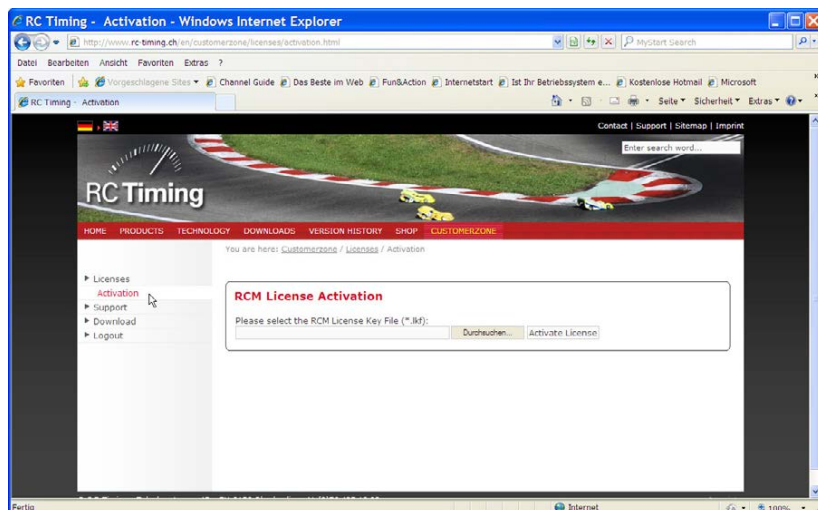 RC Timing - Activation - Windows Internet Explorer
http://www.rc-timing.ch/en/customerzone/licenses/activation.html
MyStart Search
Datei Bearbeiten Ansicht Favoriten Extras ?
Favoriten Vorgeschlagene Sites Channel Guide Das Beste im Web Fun&Action Internetstart Ist Ihr Betriebssystem e... Kostenlose Hotmail Microsoft
RC Timing - Activation
Seite Sicherheit Extras
Contact | Support | Sitemap | Imprint
Enter search word...
RC Timing
HOME PRODUCTS TECHNOLOGY DOWNLOADS VERSION HISTORY SHOP CUSTOMERZONE
You are here: Customerzone / Licenses / Activation
Licenses
Activation
Support
Download
Logout
RCM License Activation
Please select the RCM License Key File (*.lkf):
Durchsuchen... Activate License
Fertig
Internet
100%